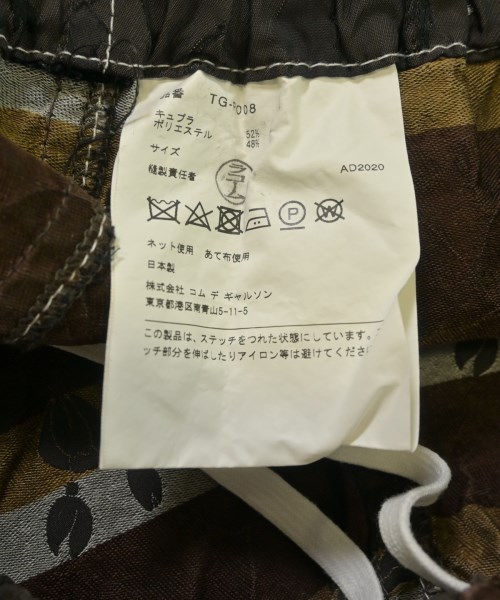 品番 TG-P008
キュプラ 52%
ポリエステル 48%
サイズ
縫製責任者 AD2020
ネット使用 あて布使用
日本製
株式会社 コム デ ギャルソン
東京都港区南青山5-11-5
この製品は、ステッチをつれた状態にしています。
ッチ部分を伸ばしたりアイロン等は避けてくださ